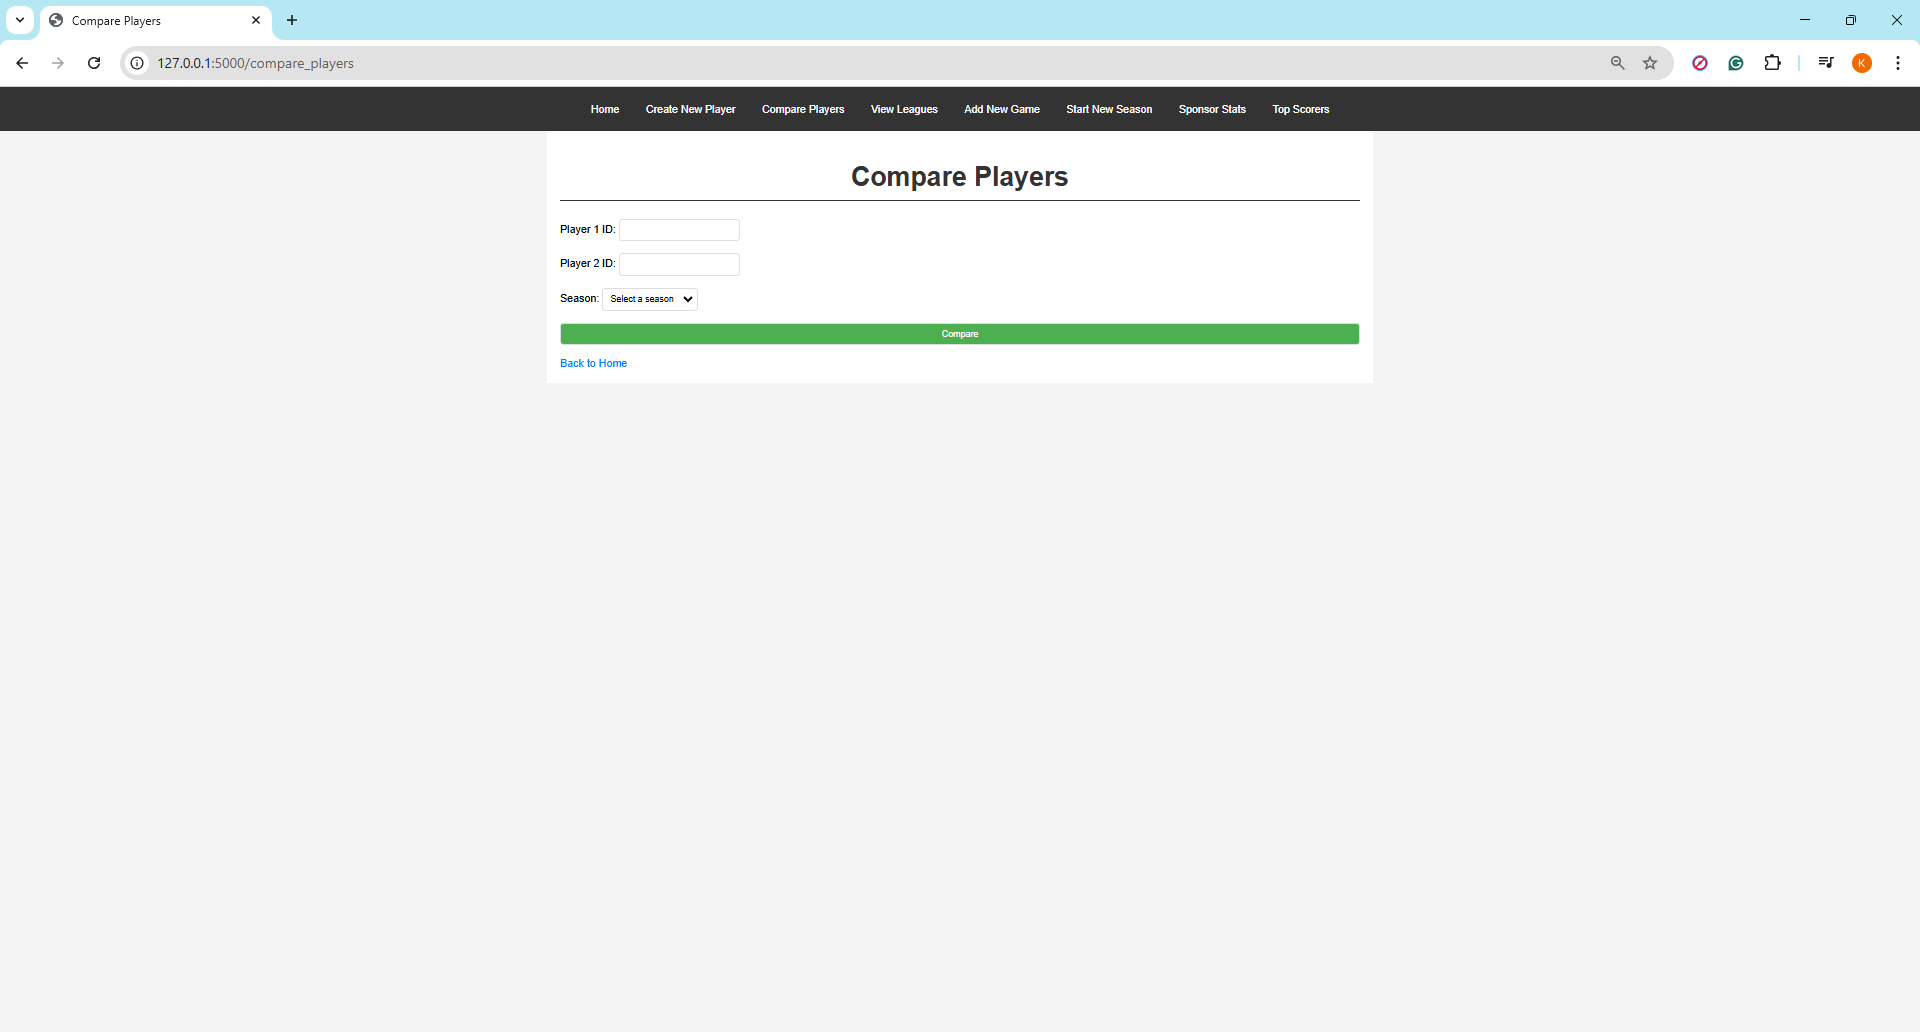 Compare Players
127.0.0.1:5000/compare_players
K
Home Create New Player Compare Players View Leagues Add New Game Start New Season Sponsor Stats Top Scorers
Compare Players
Player 1 ID:
Player 2 ID:
Season: Select a season
Compare
Back to Home